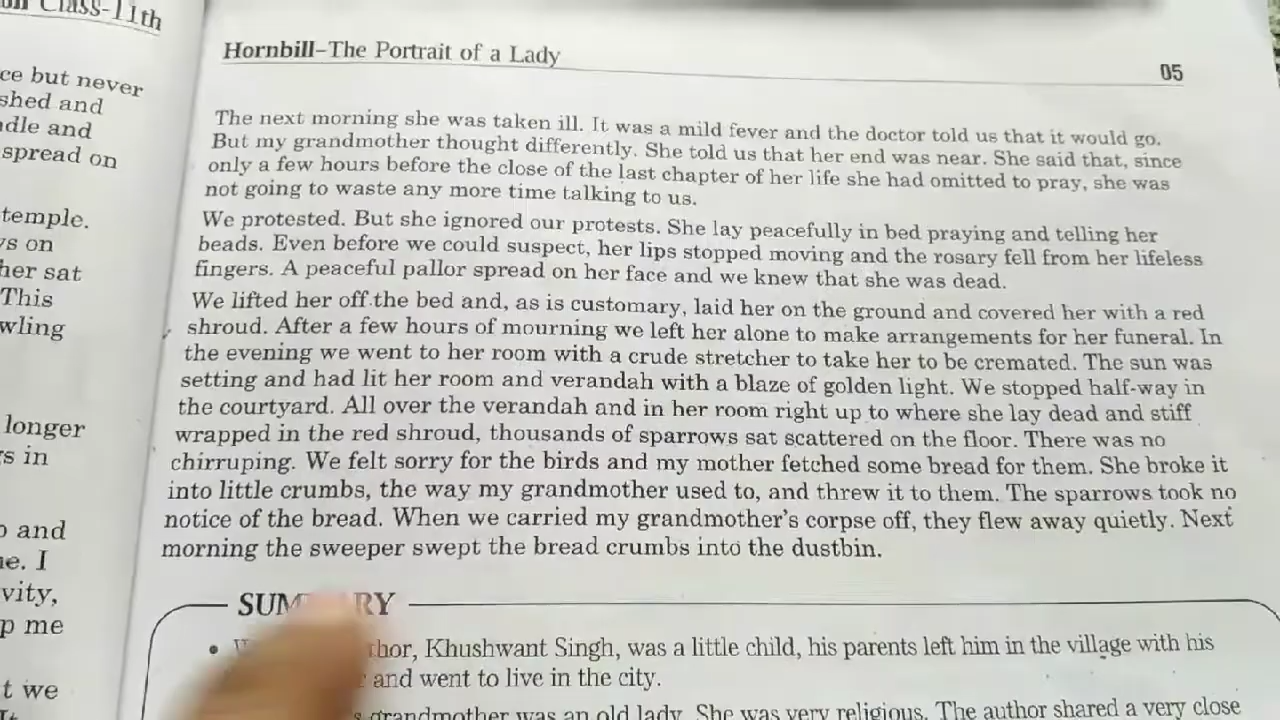 Class-11th
ce but never
shed and
dle and
spread on
temple.
s on
her sat
This
wling
longer
s in
and
e. I
vity,
p me
t we
Hornbill–The Portrait of a Lady
05
The next morning she was taken ill. It was a mild fever and the doctor told us that it would go.
But my grandmother thought differently. She told us that her end was near. She said that, since
only a few hours before the close of the last chapter of her life she had omitted to pray, she was
not going to waste any more time talking to us.
We protested. But she ignored our protests. She lay peacefully in bed praying and telling her
beads. Even before we could suspect, her lips stopped moving and the rosary fell from her lifeless
fingers. A peaceful pallor spread on her face and we knew that she was dead.
We lifted her off the bed and, as is customary, laid her on the ground and covered her with a red
shroud. After a few hours of mourning we left her alone to make arrangements for her funeral. In
the evening we went to her room with a crude stretcher to take her to be cremated. The sun was
setting and had lit her room and verandah with a blaze of golden light. We stopped half-way in
the courtyard. All over the verandah and in her room right up to where she lay dead and stiff
wrapped in the red shroud, thousands of sparrows sat scattered on the floor. There was no
chirruping. We felt sorry for the birds and my mother fetched some bread for them. She broke it
into little crumbs, the way my grandmother used to, and threw it to them. The sparrows took no
notice of the bread. When we carried my grandmother's corpse off, they flew away quietly. Next
morning the sweeper swept the bread crumbs into the dustbin.
SUMMARY
• thor, Khushwant Singh, was a little child, his parents left him in the village with his
and went to live in the city.
grandmother was an old lady. She was very religious. The author shared a very close